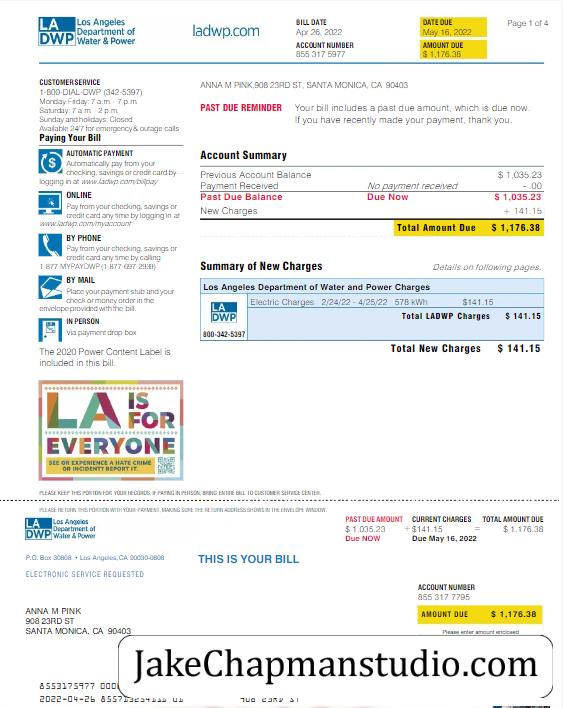 LA
DWP
Los Angeles
Department of
Water & Power
ladwp.com
BILL DATE
Apr 26, 2022
ACCOUNT NUMBER
855 317 5977
DATE DUE
May 16, 2022
AMOUNT DUE
$ 1,176.38
Page 1 of 4
CUSTOMER SERVICE
1-800-DIAL-DWP (342-5397)
Monday Friday: 7 a.m. - 7 p.m.
Saturday: 7 a.m. - 2 p.m.
Sunday and holidays: Closed
Available 24/7 for emergency & outage calls
Paying Your Bill
AUTOMATIC PAYMENT
Automatically pay from your
checking, savings or credit card by
logging in at www.ladwp.com/billpay
ONLINE
Pay from your checking, savings or
credit card any time by logging in at
www.ladwp.com/myaccount
BY PHONE
Pay from your checking, savings or
credit card any time by calling
1 877 MYPAYDWP (1-877-697-2939)
BY MAIL
Place your payment stub and your
check or money order in the
envelope provided with the bill.
IN PERSON
Via payment drop box
The 2020 Power Content Label is
included in this bill.
LA IS
FOR
EVERYONE
SEE OR EXPERIENCE A HATE CRIME
OR INCIDENT? REPORT IT.
ANNA M PINK,908 23RD ST, SANTA MONICA, CA 90403
PAST DUE REMINDER Your bill includes a past due amount, which is due now.
If you have recently made your payment, thank you.
Account Summary
Previous Account Balance $ 1,035.23
Payment Received No payment received - .00
Past Due Balance Due Now $ 1,035.23
New Charges + 141.15
Total Amount Due $ 1,176.38
Summary of New Charges Details on following pages.
Los Angeles Department of Water and Power Charges
LA
DWP
800-342-5397
Electric Charges 2/24/22 - 4/25/22 578 kWh $141.15
Total LADWP Charges $ 141.15
Total New Charges $ 141.15
PLEASE KEEP THIS PORTION FOR YOUR RECORDS. IF PAYING IN PERSON, BRING ENTIRE BILL TO CUSTOMER SERVICE CENTER.
PLEASE RETURN THIS PORTION WITH YOUR PAYMENT, MAKING SURE THE RETURN ADDRESS SHOWS IN THE ENVELOPE WINDOW.
LA
DWP
Los Angeles
Department of
Water & Power
PAST DUE AMOUNT CURRENT CHARGES TOTAL AMOUNT DUE
$ 1,035.23 + $141.15 = $ 1,176.38
Due NOW Due May 16, 2022
P.O. Box 30808 • Los Angeles, CA 90030-0808
THIS IS YOUR BILL
ELECTRONIC SERVICE REQUESTED
ACCOUNT NUMBER
855 317 7795
AMOUNT DUE $ 1,176.38
Please enter amount enclosed
ANNA M PINK
908 23RD ST
SANTA MONICA, CA 90403
JakeChapmanstudio.com
8553175977
2022-04-26